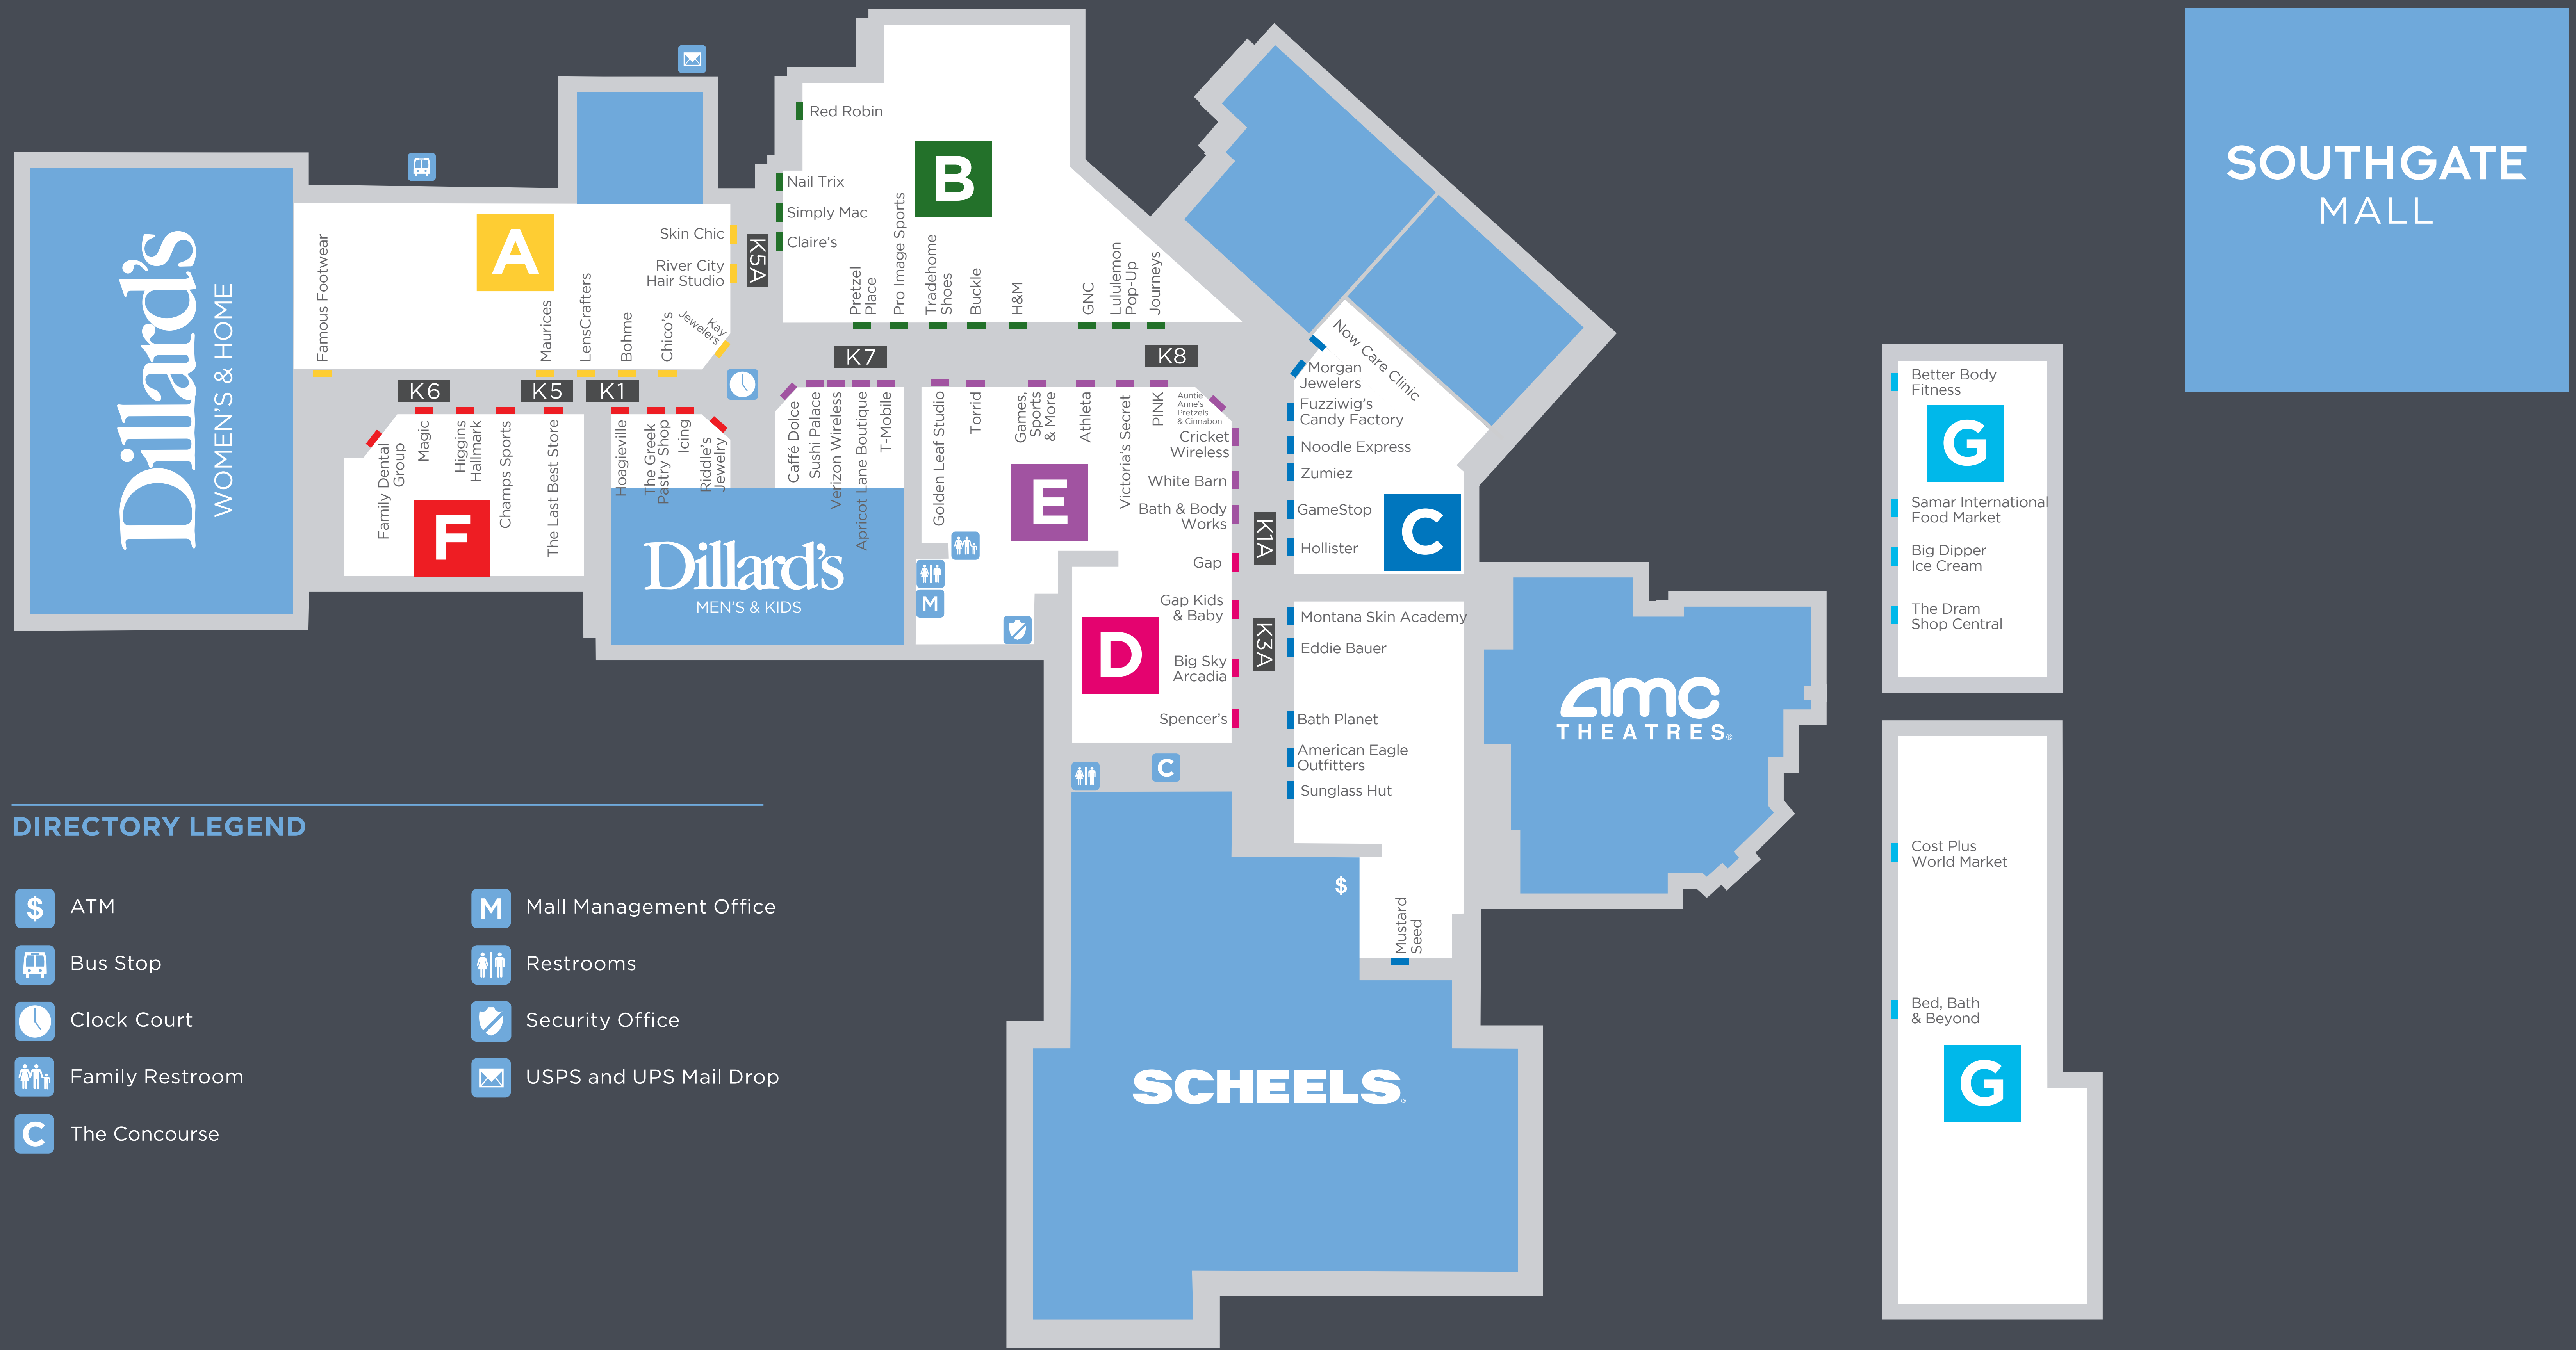 SOUTHGATE
MALL
Dillard's
WOMEN'S & HOME
A
Famous Footwear
Maurices
LensCrafters
Bohme
Chico's
Kay
Jewelers
Skin Chic
River City
Hair Studio
K5A
K6
K5
K1
B
Red Robin
Nail Trix
Simply Mac
Claire's
Pretzel
Place
Pro Image Sports
Tradehome
Shoes
Buckle
H&M
GNC
Lululemon
Pop-Up
Journeys
K7
K8
F
Family Dental
Group
Magic
Higgins
Hallmark
Champs Sports
The Last Best Store
Hoagieville
The Greek
Pastry Shop
Icing
Riddle's
Jewelry
Dillard's
MEN'S & KIDS
Caffé Dolce
Sushi Palace
Verizon Wireless
Apricot Lane Boutique
T-Mobile
E
Golden Leaf Studio
Torrid
Games,
Sports
& More
Athleta
Victoria's Secret
PINK
Auntie
Anne's
Pretzels
& Cinnabon
Cricket
Wireless
White Barn
Bath & Body
Works
M
K1A
K3A
D
Gap
Gap Kids
& Baby
Big Sky
Arcadia
Spencer's
C
C
Now Care Clinic
Morgan
Jewelers
Fuzziwig's
Candy Factory
Noodle Express
Zumiez
GameStop
Hollister
Montana Skin Academy
Eddie Bauer
Bath Planet
American Eagle
Outfitters
Sunglass Hut
Mustard
Seed
$
amc
THEATRES®
SCHEELS®
G
Better Body
Fitness
Samar International
Food Market
Big Dipper
Ice Cream
The Dram
Shop Central
Cost Plus
World Market
Bed, Bath
& Beyond
G
DIRECTORY LEGEND
$ ATM
Bus Stop
Clock Court
Family Restroom
C The Concourse
M Mall Management Office
Restrooms
Security Office
USPS and UPS Mail Drop